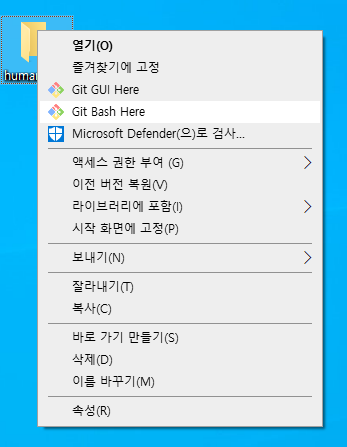 열기(O)
즐겨찾기에 고정
Git GUI Here
Git Bash Here
Microsoft Defender(으)로 검사...
액세스 권한 부여 (G)
이전 버전 복원(V)
라이브러리에 포함(I)
시작 화면에 고정(P)
보내기(N)
잘라내기(T)
복사(C)
바로 가기 만들기(S)
삭제(D)
이름 바꾸기(M)
속성(R)